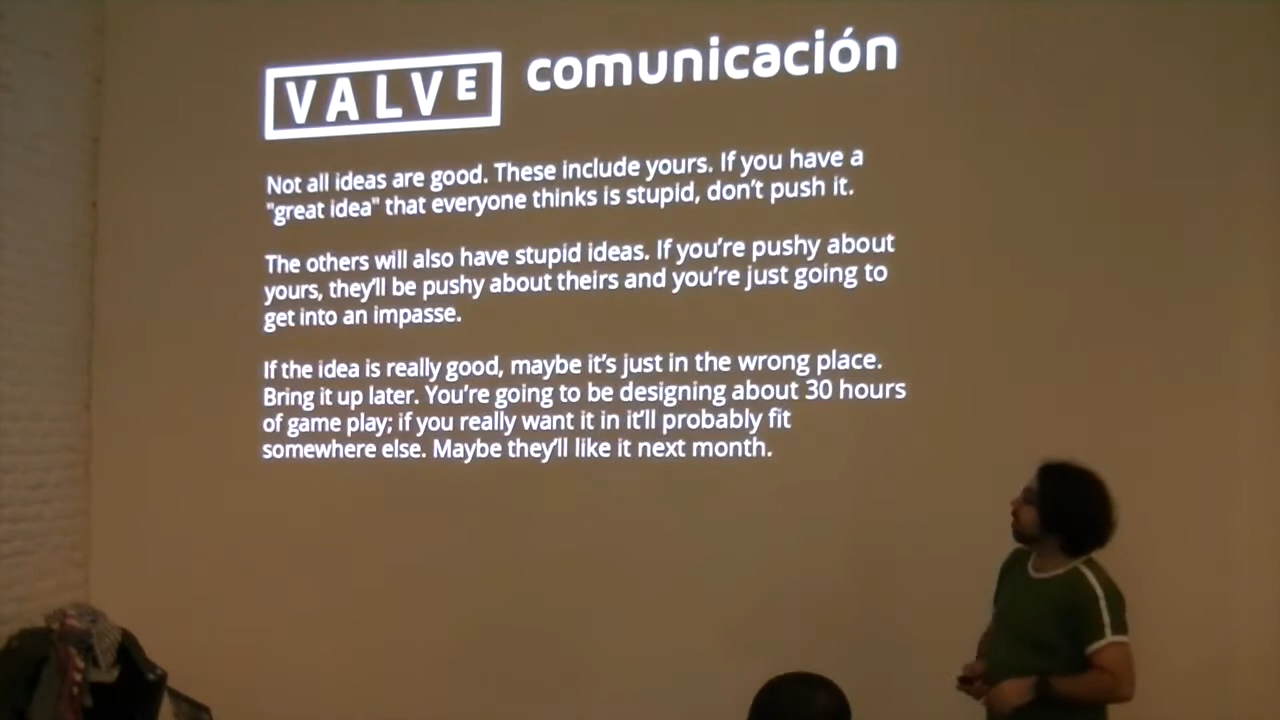 VALVE comunicación
Not all ideas are good. These include yours. If you have a
"great idea" that everyone thinks is stupid, don't push it.
The others will also have stupid ideas. If you're pushy about
yours, they'll be pushy about theirs and you're just going to
get into an impasse.
If the idea is really good, maybe it's just in the wrong place.
Bring it up later. You're going to be designing about 30 hours
of game play; if you really want it in it'll probably fit
somewhere else. Maybe they'll like it next month.